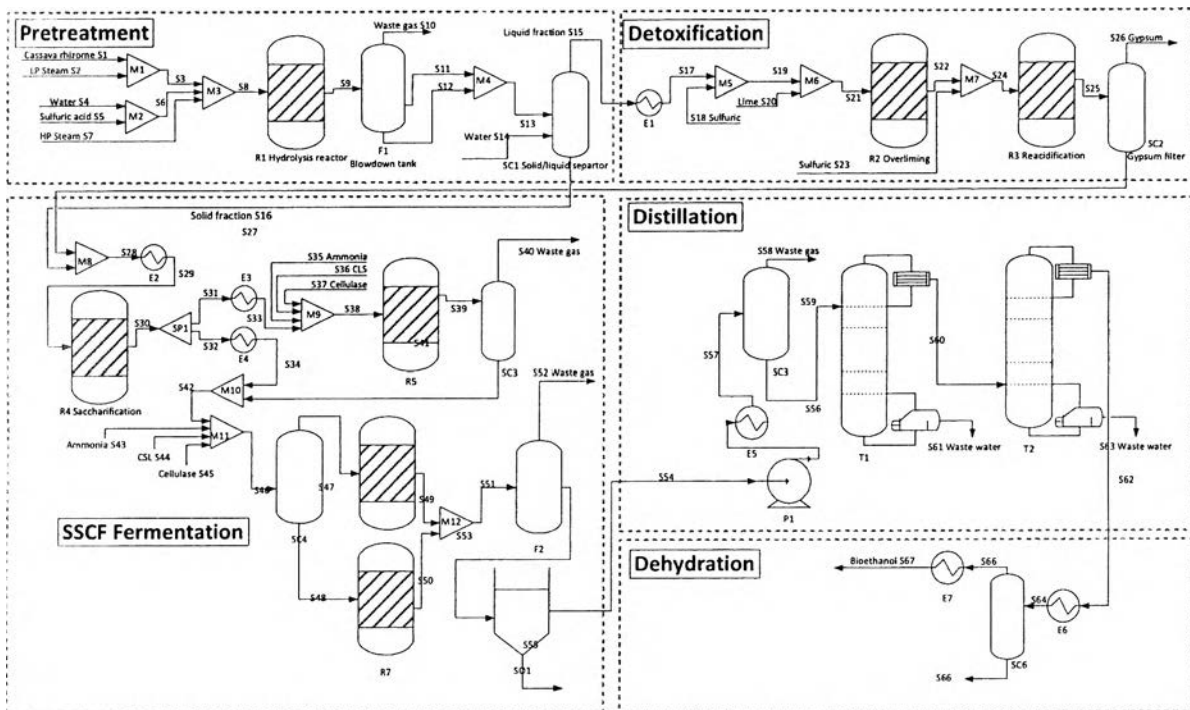 Pretreatment
Waste gas S10
Liquid fraction S15
Cassava rhirome S1
LP Steam S2
M1
S3
Water S4
Sulfuric acid S5
M2
S6
HP Steam S7
M3
S8
R1 Hydrolysis reactor
S9
F1
Blowdown tank
S11
S12
M4
S13
Water S14
SC1 Solid/liquid separtor
Detoxification
S26 Gypsum
S17
E1
M5
S18 Sulfuric
S19
M6
Lime S20
S21
S22
R2 Overliming
M7
S24
Sulfuric S23
R3 Reacidification
S25
SC2
Gypsum filter
SSCF Fermentation
Solid fraction S16
S27
M8
S28
E2
S29
R4 Saccharification
S30
SP1
S31
E3
S33
S32
E4
S34
S35 Ammonia
S36 CLS
S37 Cellulase
M9
S38
R5
S41
S39
S40 Waste gas
SC3
M10
S42
M11
Ammonia S43
CSL S44
Cellulase S45
S46
SC4
S47
S48
S49
S50
R7
M12
S53
S51
S52 Waste gas
F2
S55
SO1
Distillation
S54
P1
E5
S57
S58 Waste gas
SC3
S56
S59
T1
S60
S61 Waste water
T2
S63 Waste water
S62
Dehydration
Bioethanol S67
E7
S66
S64
E6
SC6
S66